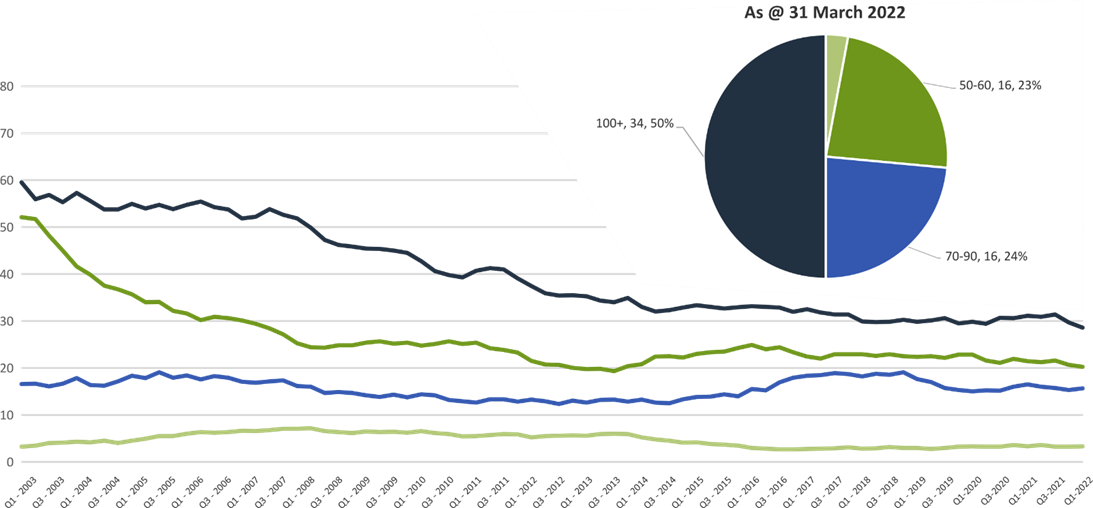 As @ 31 March 2022
50-60, 16, 23%
100+, 34, 50%
70-90, 16, 24%
80
70
60
50
40
30
20
10
0
Q1 - 2003
Q3 - 2003
Q1 - 2004
Q3 - 2004
Q1 - 2005
Q3 - 2005
Q1 - 2006
Q3 - 2006
Q1 - 2007
Q3 - 2007
Q1 - 2008
Q3 - 2008
Q1 - 2009
Q3 - 2009
Q1 - 2010
Q3 - 2010
Q1 - 2011
Q3 - 2011
Q1 - 2012
Q3 - 2012
Q1 - 2013
Q3 - 2013
Q1 - 2014
Q3 - 2014
Q1 - 2015
Q3 - 2015
Q1 - 2016
Q3 - 2016
Q1 - 2017
Q3 - 2017
Q1 - 2018
Q3 - 2018
Q1 - 2019
Q3 - 2019
Q1-2020
Q3-2020
Q1-2021
Q3-2021
Q1-2022